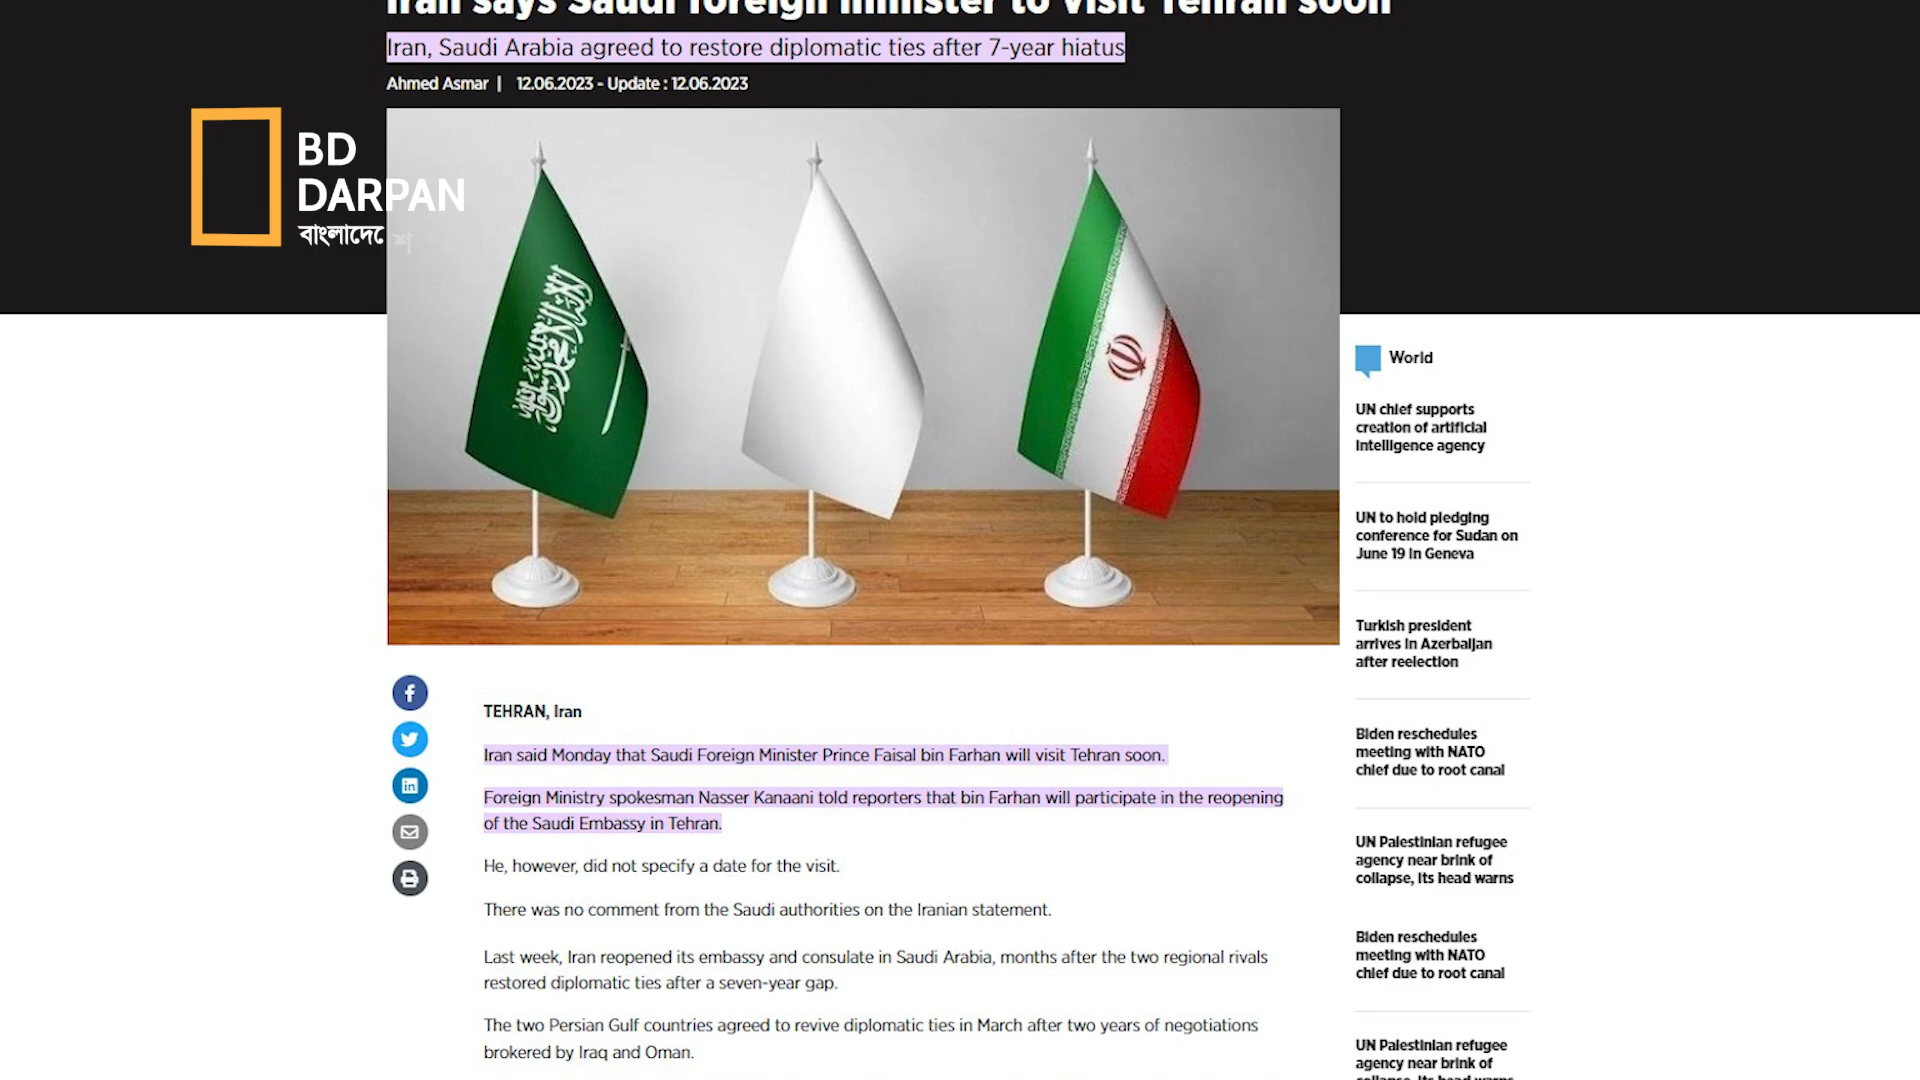 Iran says Saudi foreign minister to visit Tehran soon
Iran, Saudi Arabia agreed to restore diplomatic ties after 7-year hiatus
Ahmed Asmar | 12.06.2023 - Update : 12.06.2023
BD
DARPAN
বাংলাদেশে
TEHRAN, Iran
Iran said Monday that Saudi Foreign Minister Prince Faisal bin Farhan will visit Tehran soon.
Foreign Ministry spokesman Nasser Kanaani told reporters that bin Farhan will participate in the reopening
of the Saudi Embassy in Tehran.
He, however, did not specify a date for the visit.
There was no comment from the Saudi authorities on the Iranian statement.
Last week, Iran reopened its embassy and consulate in Saudi Arabia, months after the two regional rivals
restored diplomatic ties after a seven-year gap.
The two Persian Gulf countries agreed to revive diplomatic ties in March after two years of negotiations
brokered by Iraq and Oman.
World
UN chief supports
creation of artificial
intelligence agency
UN to hold pledging
conference for Sudan on
June 19 in Geneva
Turkish president
arrives in Azerbaijan
after reelection
Biden reschedules
meeting with NATO
chief due to root canal
UN Palestinian refugee
agency near brink of
collapse, its head warns
Biden reschedules
meeting with NATO
chief due to root canal
UN Palestinian refugee
agency near brink of
collapse, its head warns